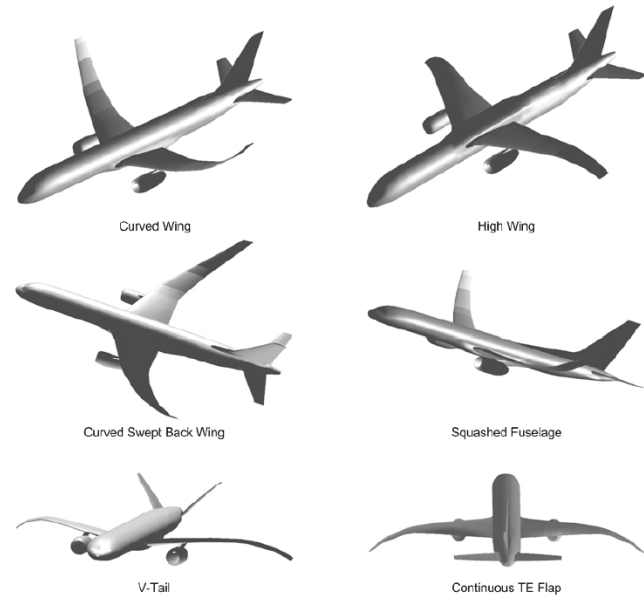 Curved Wing
High Wing
Curved Swept Back Wing
Squashed Fuselage
V-Tail
Continuous TE Flap